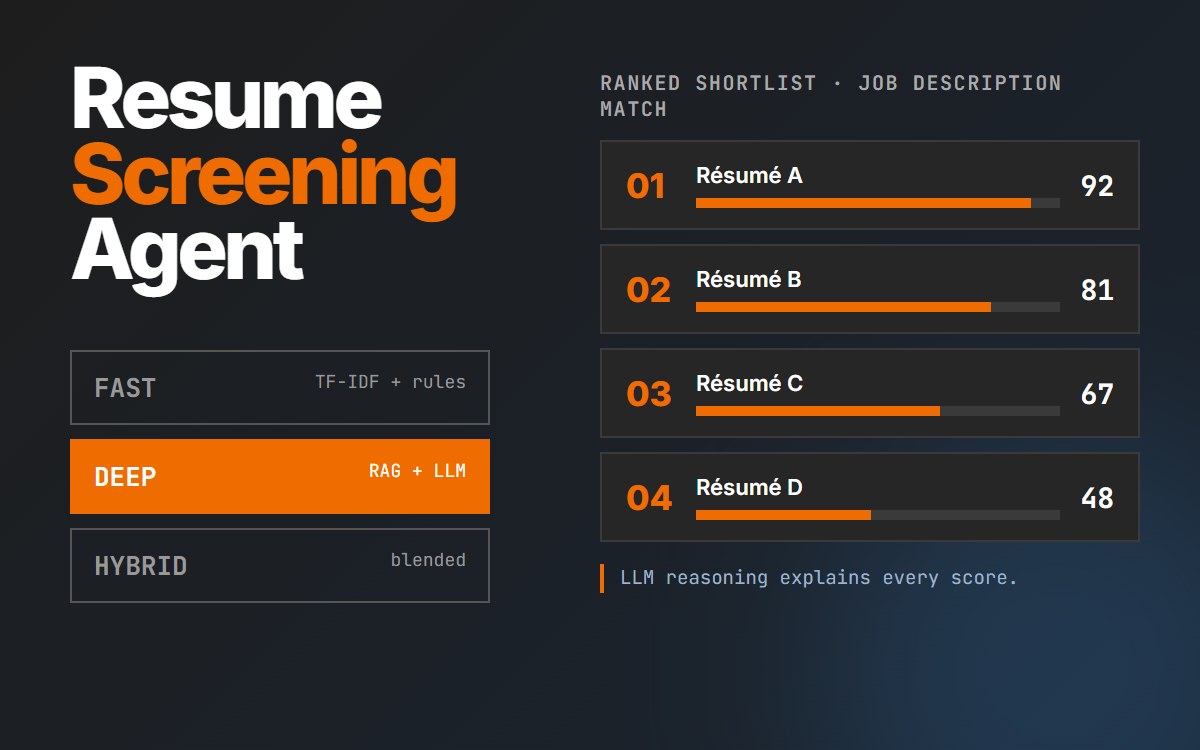 Resume
Screening
Agent
FAST TF-IDF + rules
DEEP RAG + LLM
HYBRID blended
RANKED SHORTLIST · JOB DESCRIPTION
MATCH
01 Résumé A 92
02 Résumé B 81
03 Résumé C 67
04 Résumé D 48
LLM reasoning explains every score.